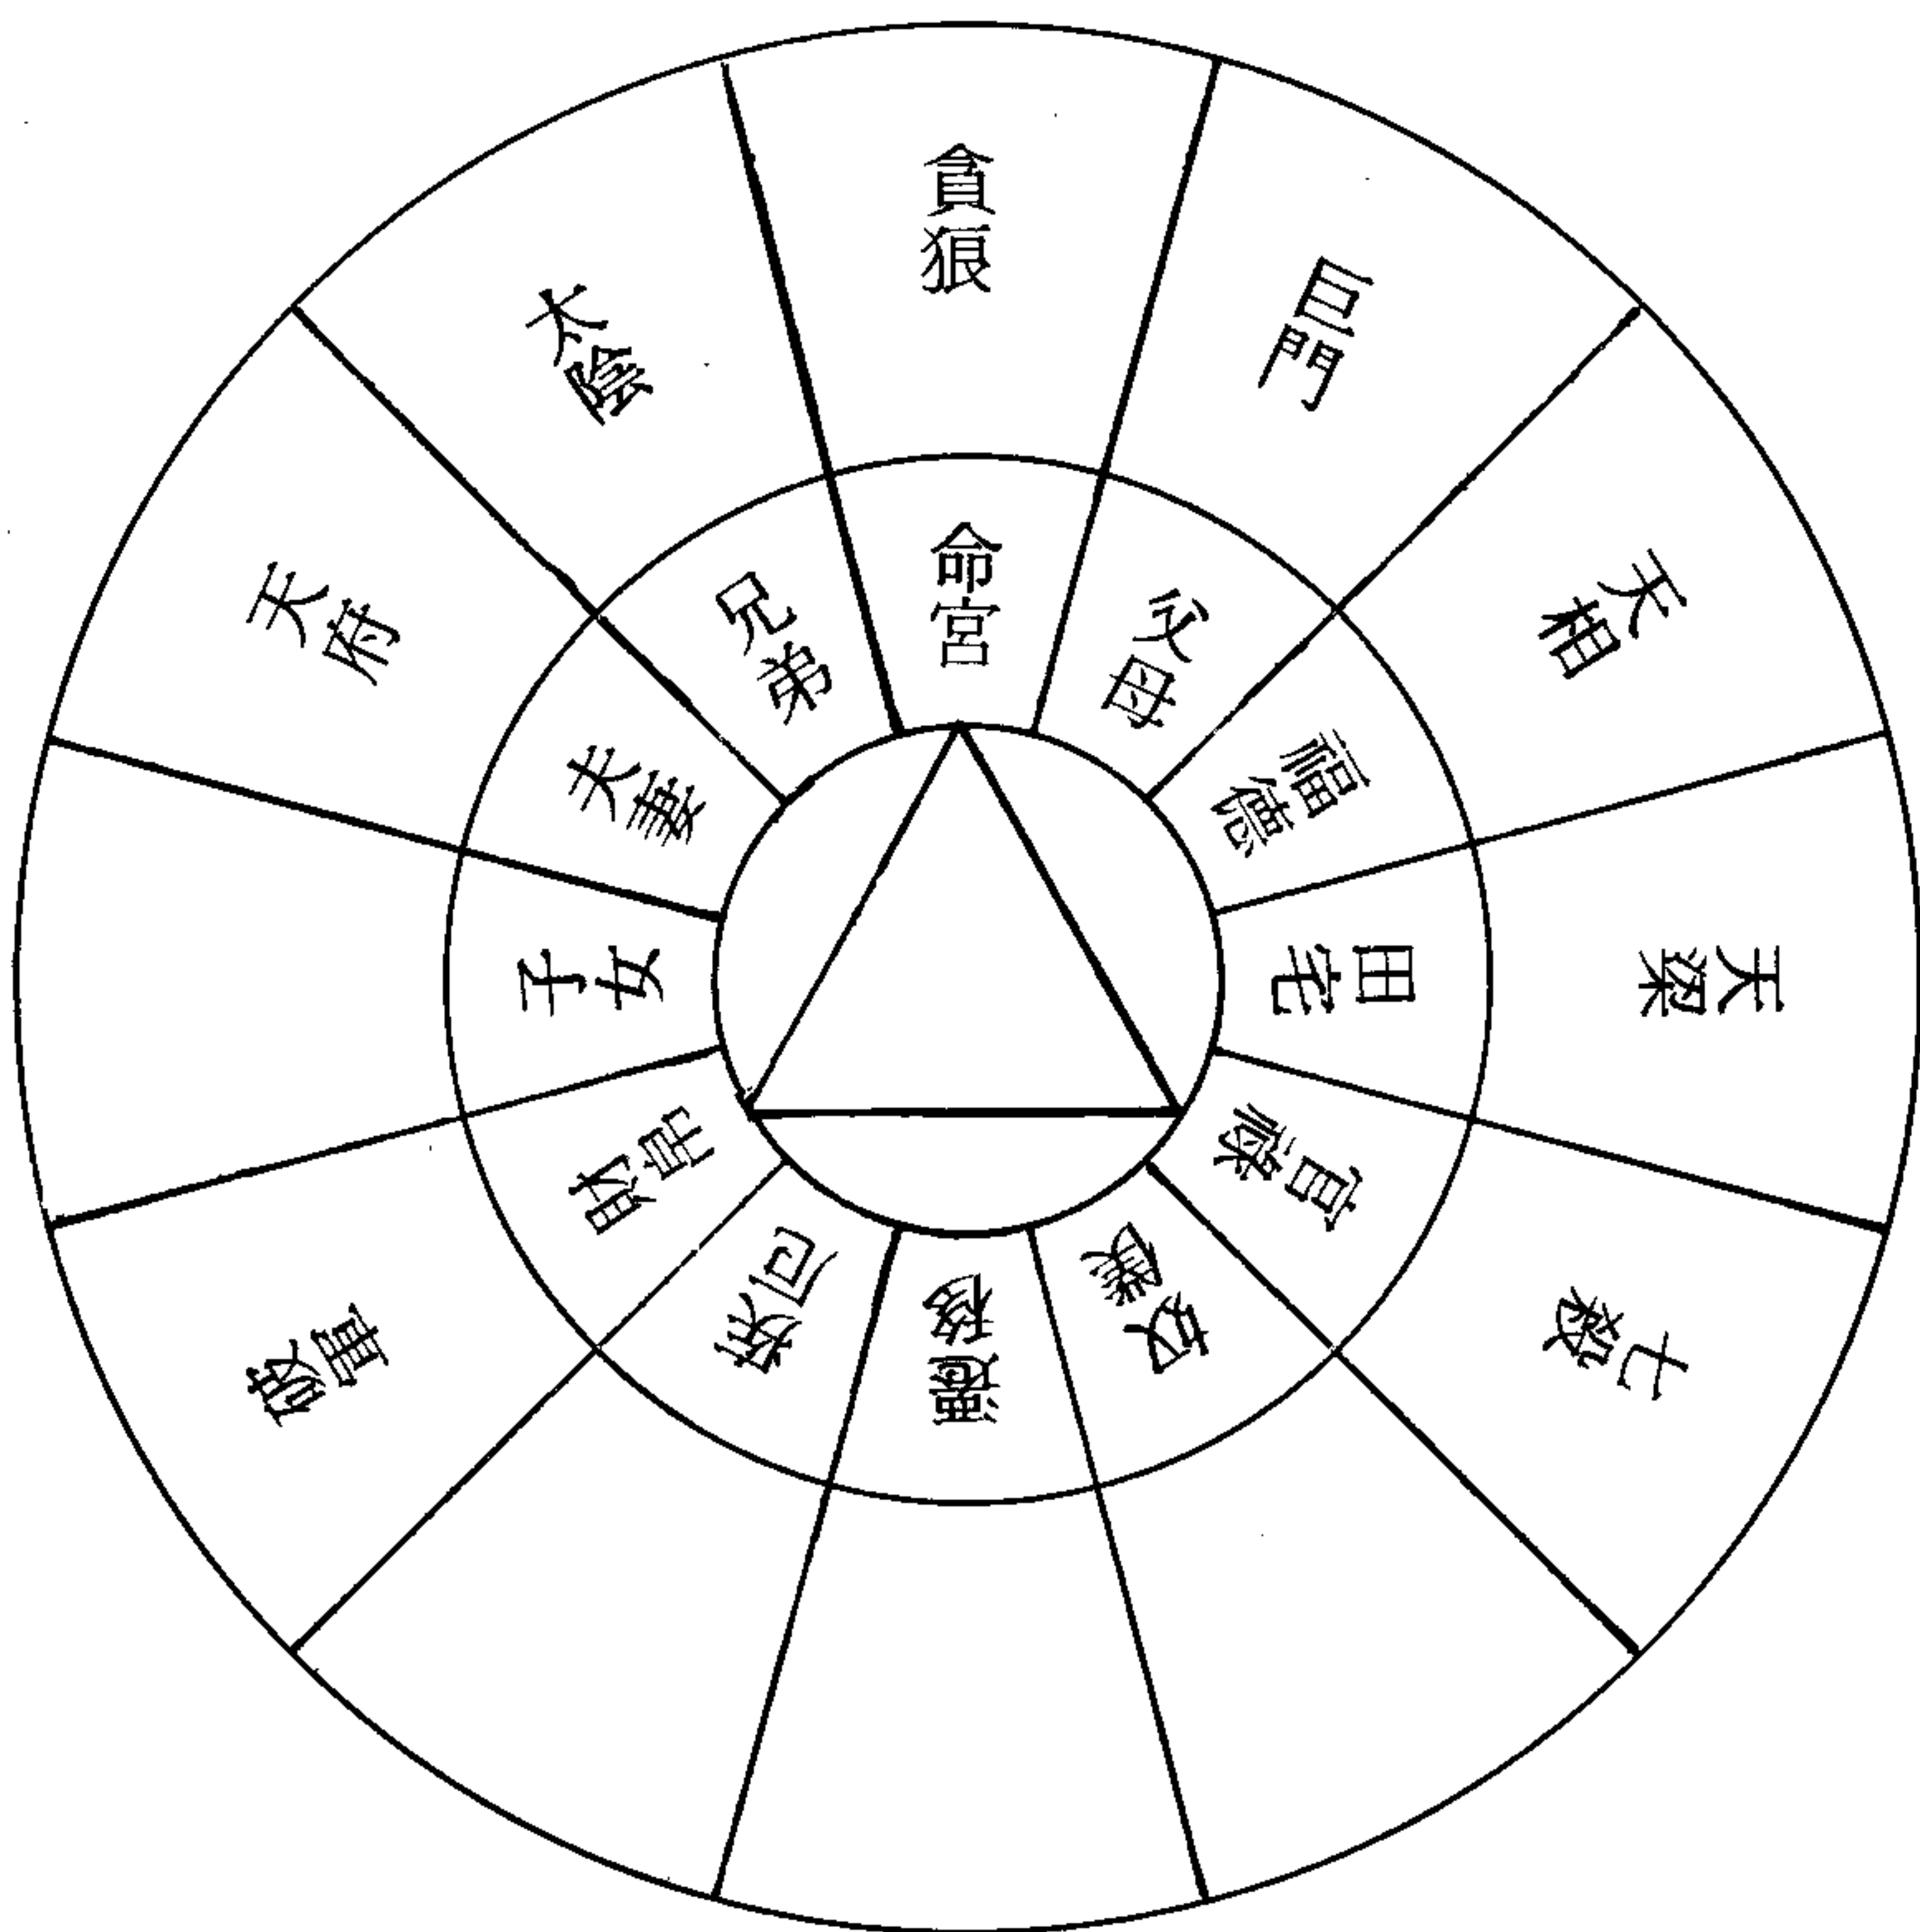 貪狼
巨門
天相
天梁
七殺
破軍
天府
太陰
命宮
父母
福德
田宅
官祿
奴僕
遷移
疾厄
財帛
子女
夫妻
兄弟